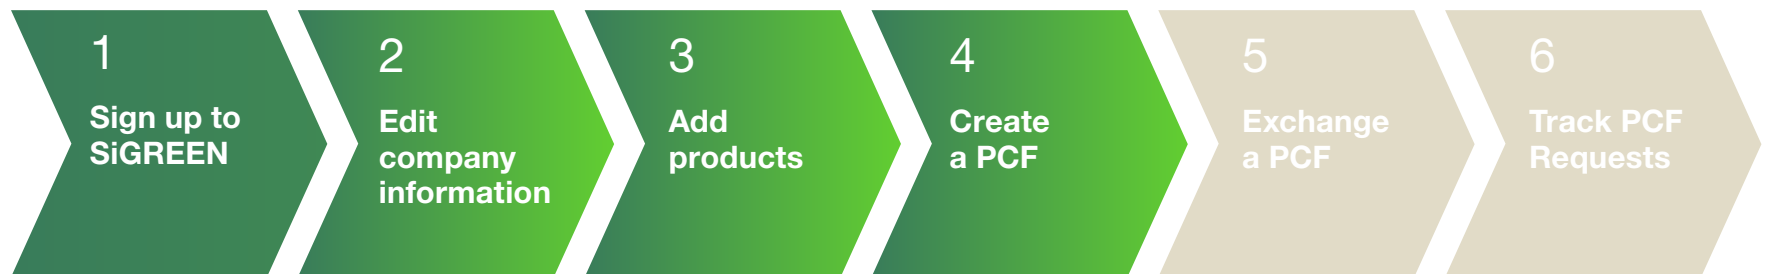 1
Sign up to
SiGREEN
2
Edit
company
information
3
Add
products
4
Create
a PCF
5
Exchange
a PCF
6
Track PCF
Requests